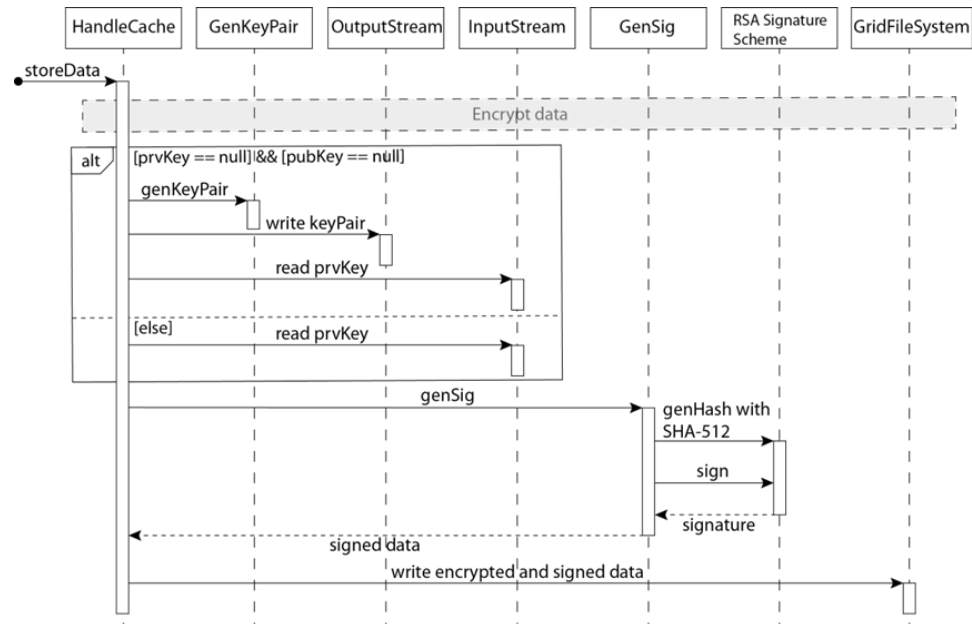 HandleCache
GenKeyPair
OutputStream
InputStream
GenSig
RSA Signature
Scheme
GridFileSystem
storeData
Encrypt data
alt
[prvKey == null] && [pubKey == null]
genKeyPair
write keyPair
read prvKey
[else]
read prvKey
genSig
genHash with
SHA-512
sign
signature
signed data
write encrypted and signed data